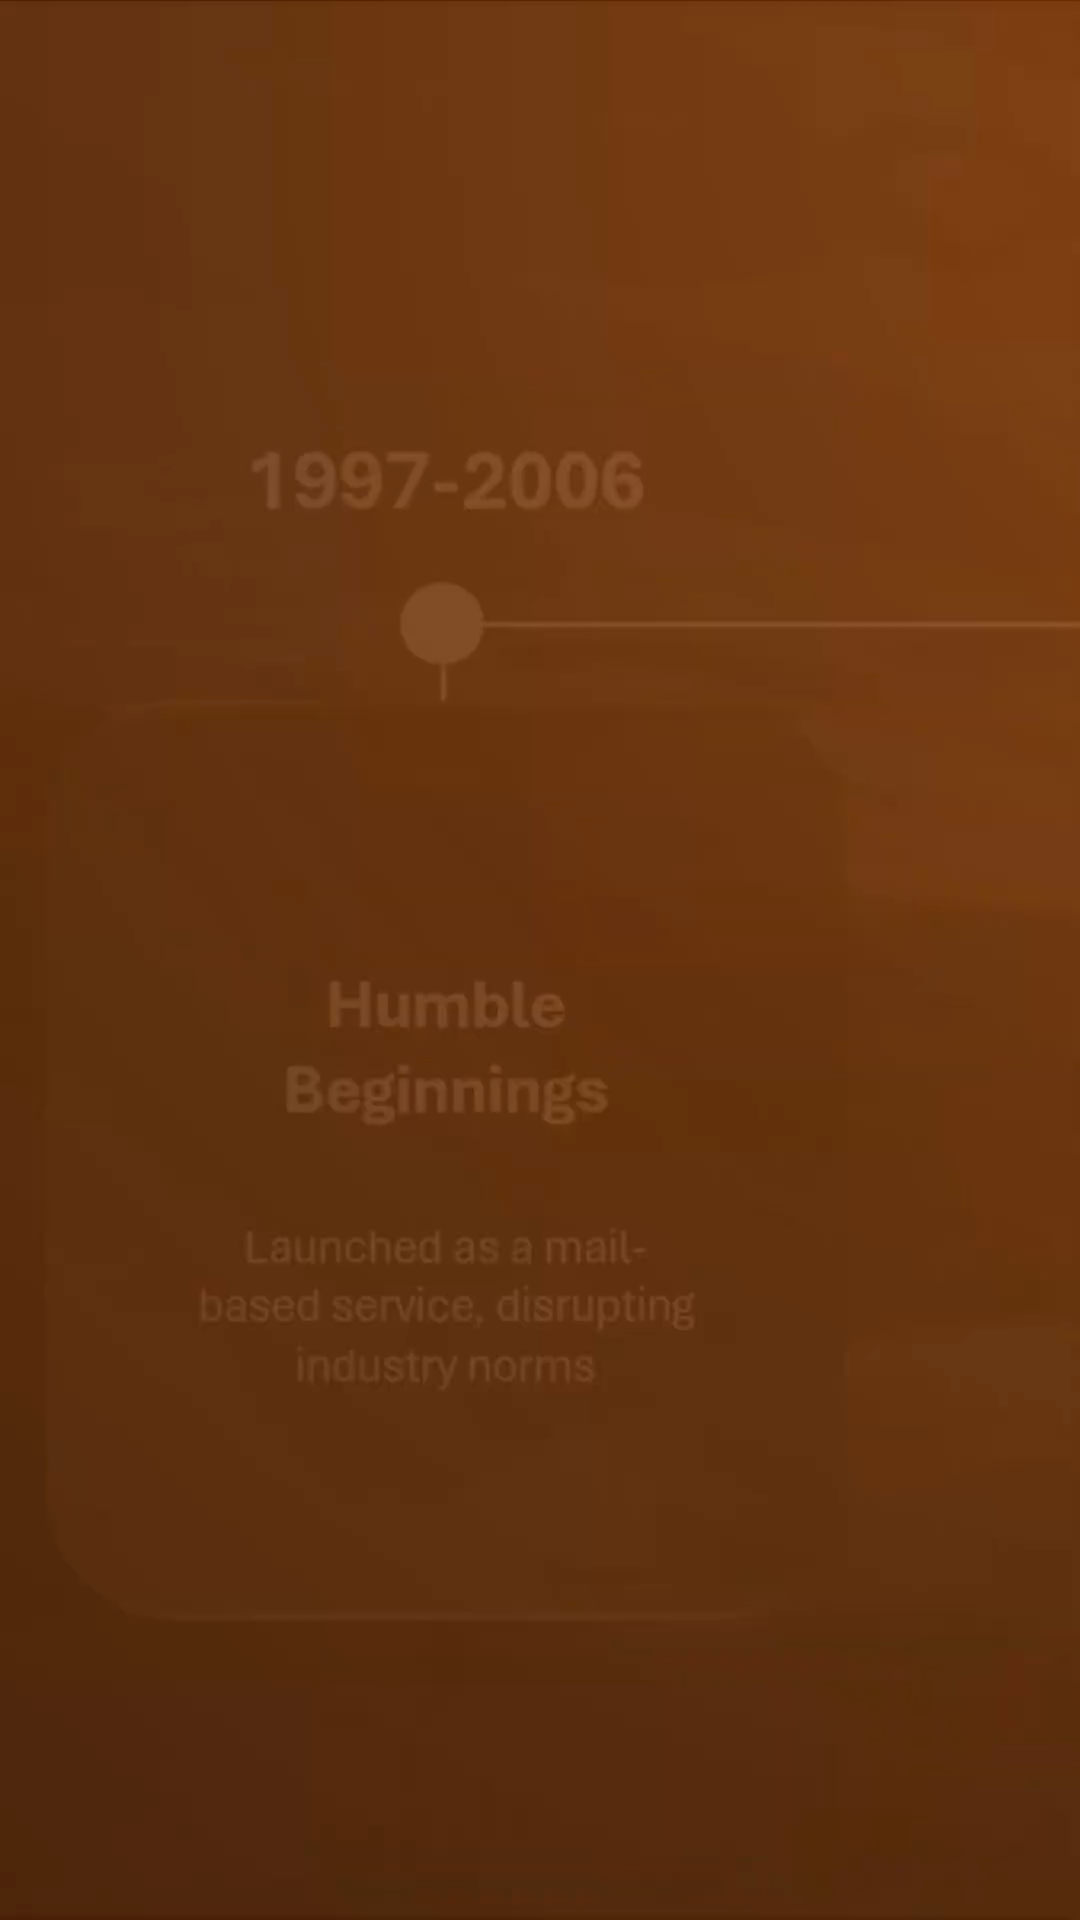 1997-2006
Humble
Beginnings
Launched as a mail-
based service, disrupting
industry norms